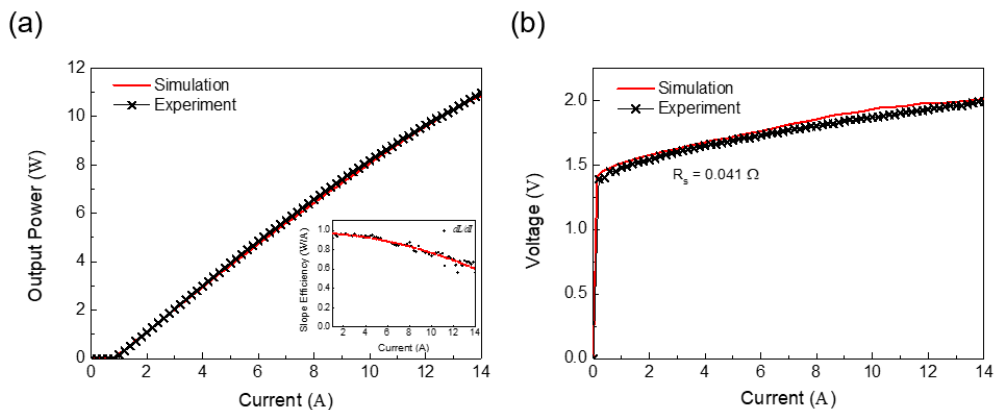 (a)
12
10
8
6
4
2
0
Output Power (W)
Simulation
Experiment
0 2 4 6 8 10 12 14
Current (A)
1.0
0.8
0.6
0.4
0.2
0.0
Slope Efficiency (W/A)
dL/dI
2 4 6 8 10 12 14
Current (A)
(b)
2.0
1.5
1.0
0.5
0.0
Voltage (V)
Simulation
Experiment
Rs = 0.041 Ω
0 2 4 6 8 10 12 14
Current (A)